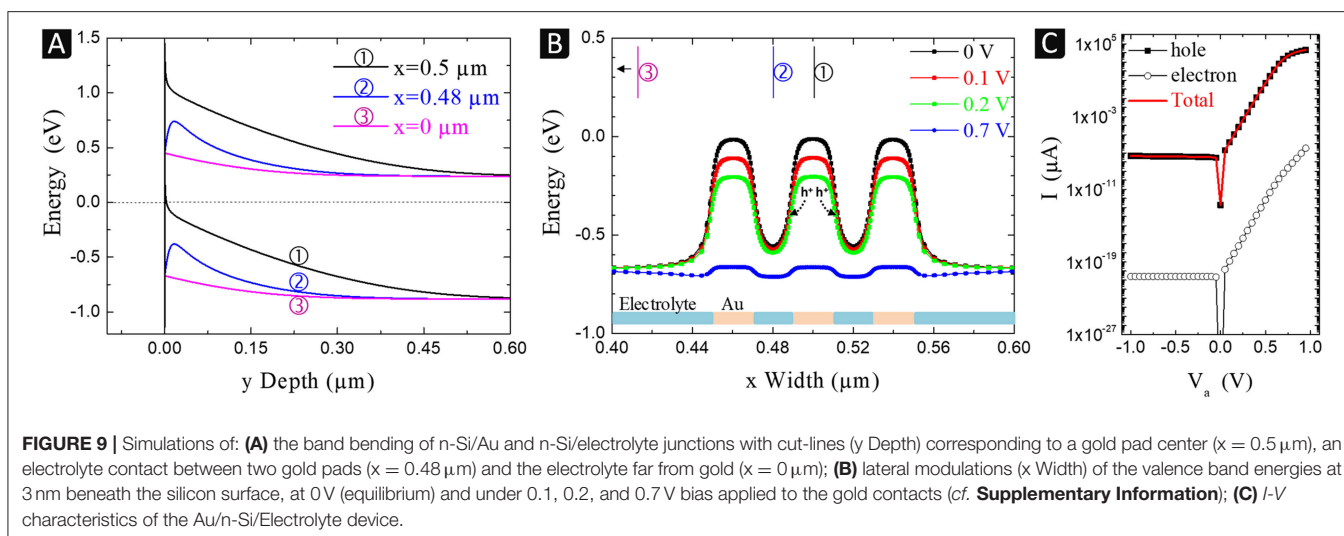 A
1.5
1.0
0.5
0.0
-0.5
-1.0
Energy (eV)
① x=0.5 µm
② x=0.48 µm
③ x=0 µm
①
②
③
0.00 0.15 0.30 0.45 0.60
y Depth (µm)
B
0.5
0.0
-0.5
-1.0
Energy (eV)
③ ② ①
0 V
0.1 V
0.2 V
0.7 V
h⁺ h⁺
Electrolyte Au
0.40 0.44 0.48 0.52 0.56 0.60
x Width (µm)
C
1x10⁵
1x10⁻³
1x10⁻¹¹
1x10⁻¹⁹
1x10⁻²⁷
I (µA)
hole
electron
Total
-1.0 -0.5 0.0 0.5 1.0
Vₐ (V)
FIGURE 9 | Simulations of: (A) the band bending of n-Si/Au and n-Si/electrolyte junctions with cut-lines (y Depth) corresponding to a gold pad center (x = 0.5 µm), an
electrolyte contact between two gold pads (x = 0.48 µm) and the electrolyte far from gold (x = 0 µm); (B) lateral modulations (x Width) of the valence band energies at
3 nm beneath the silicon surface, at 0 V (equilibrium) and under 0.1, 0.2, and 0.7 V bias applied to the gold contacts (cf. Supplementary Information); (C) I-V
characteristics of the Au/n-Si/Electrolyte device.